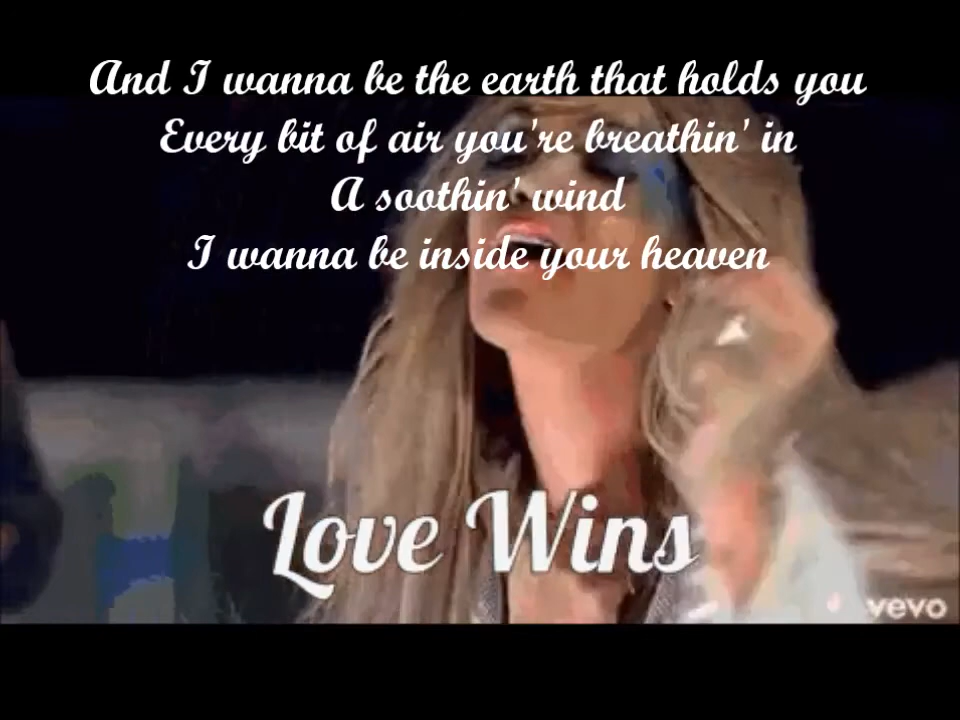 And I wanna be the earth that holds you
Every bit of air you're breathin' in
A soothin' wind
I wanna be inside your heaven
Love Wins
vevo